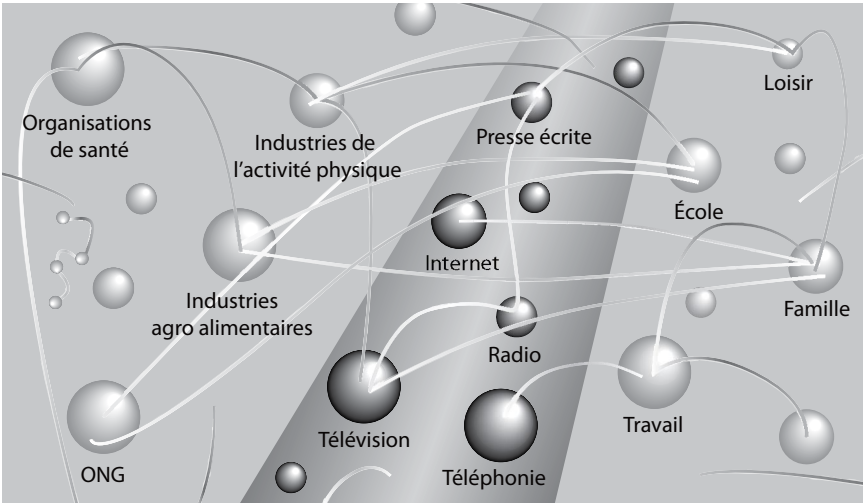 Organisations
de santé
Industries de
l'activité physique
Presse écrite
Loisir
École
Internet
Industries
agro alimentaires
Famille
Radio
Télévision
Travail
ONG
Téléphonie